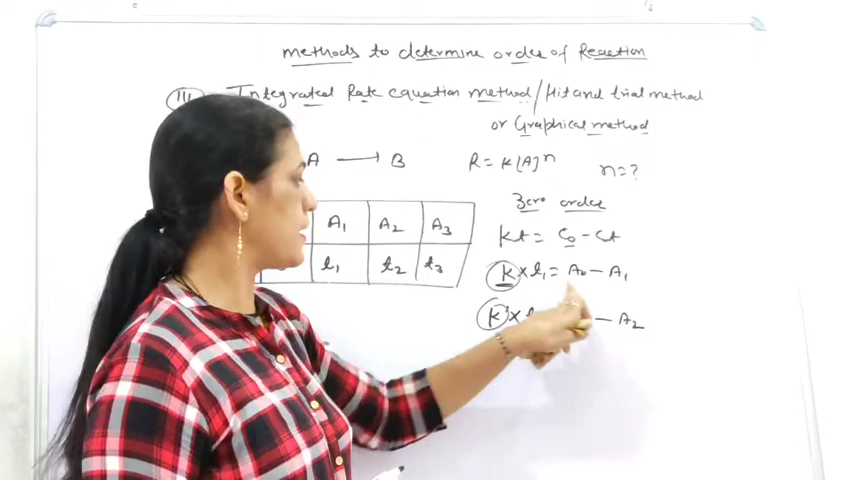 methods to determine order of Reaction
III Integrated Rate equation method / Hit and trial method
or Graphical method
A → B R = K[A]^n n = ?
Zero order
A1 A2 A3
Kt = C0 - Ct
t1 t2 t3
K × t1 = A0 - A1
K × - A2